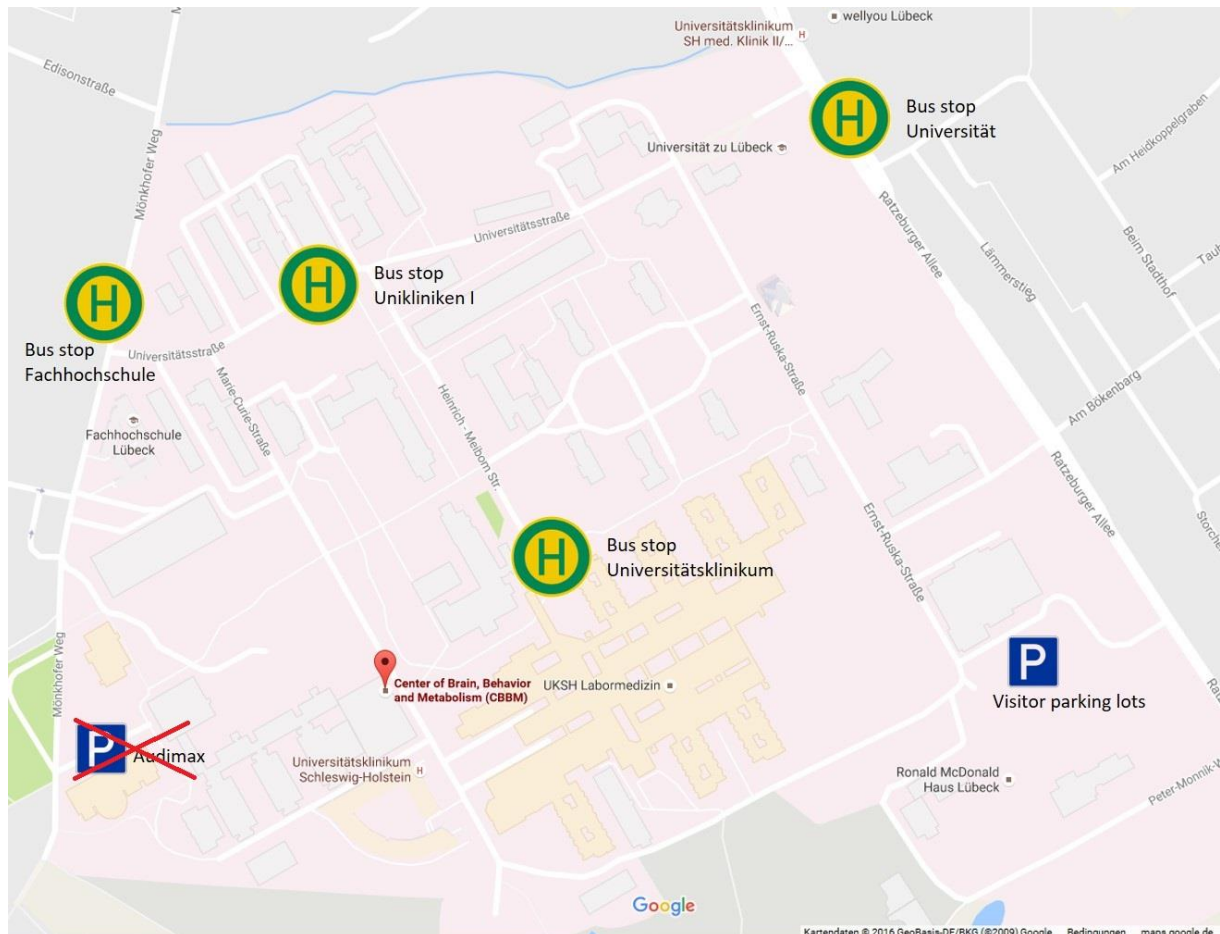 wellyou Lübeck
Universitätsklinikum
SH med. Klinik II/...
H
Edisonstraße
H
Bus stop
Universität
Am Heidkoppelgraben
Mönkhofer Weg
Universität zu Lübeck
Ratzeburger Allee
Lämmerstieg
Beim Stadthof
Universitätsstraße
H
Bus stop
Unikliniken I
H
Bus stop
Fachhochschule
Universitätsstraße
Marie-Curie-Straße
Heinrich - Meibom Str.
Ernst-Ruska-Straße
Am Bökenbarg
Fachhochschule
Lübeck
Ratzeburger Allee
H
Bus stop
Universitätsklinikum
Ernst-Ruska-Straße
Mönkhofer Weg
Center of Brain, Behavior
and Metabolism (CBBM)
UKSH Labormedizin
P
Visitor parking lots
P
Audimax
Universitätsklinikum
Schleswig-Holstein
H
Ronald McDonald
Haus Lübeck
Peter-Monnik-W
Google
Kartendaten © 2016 GeoBasis-DE/BKG (©2009) Google Bedingungen maps.google.de